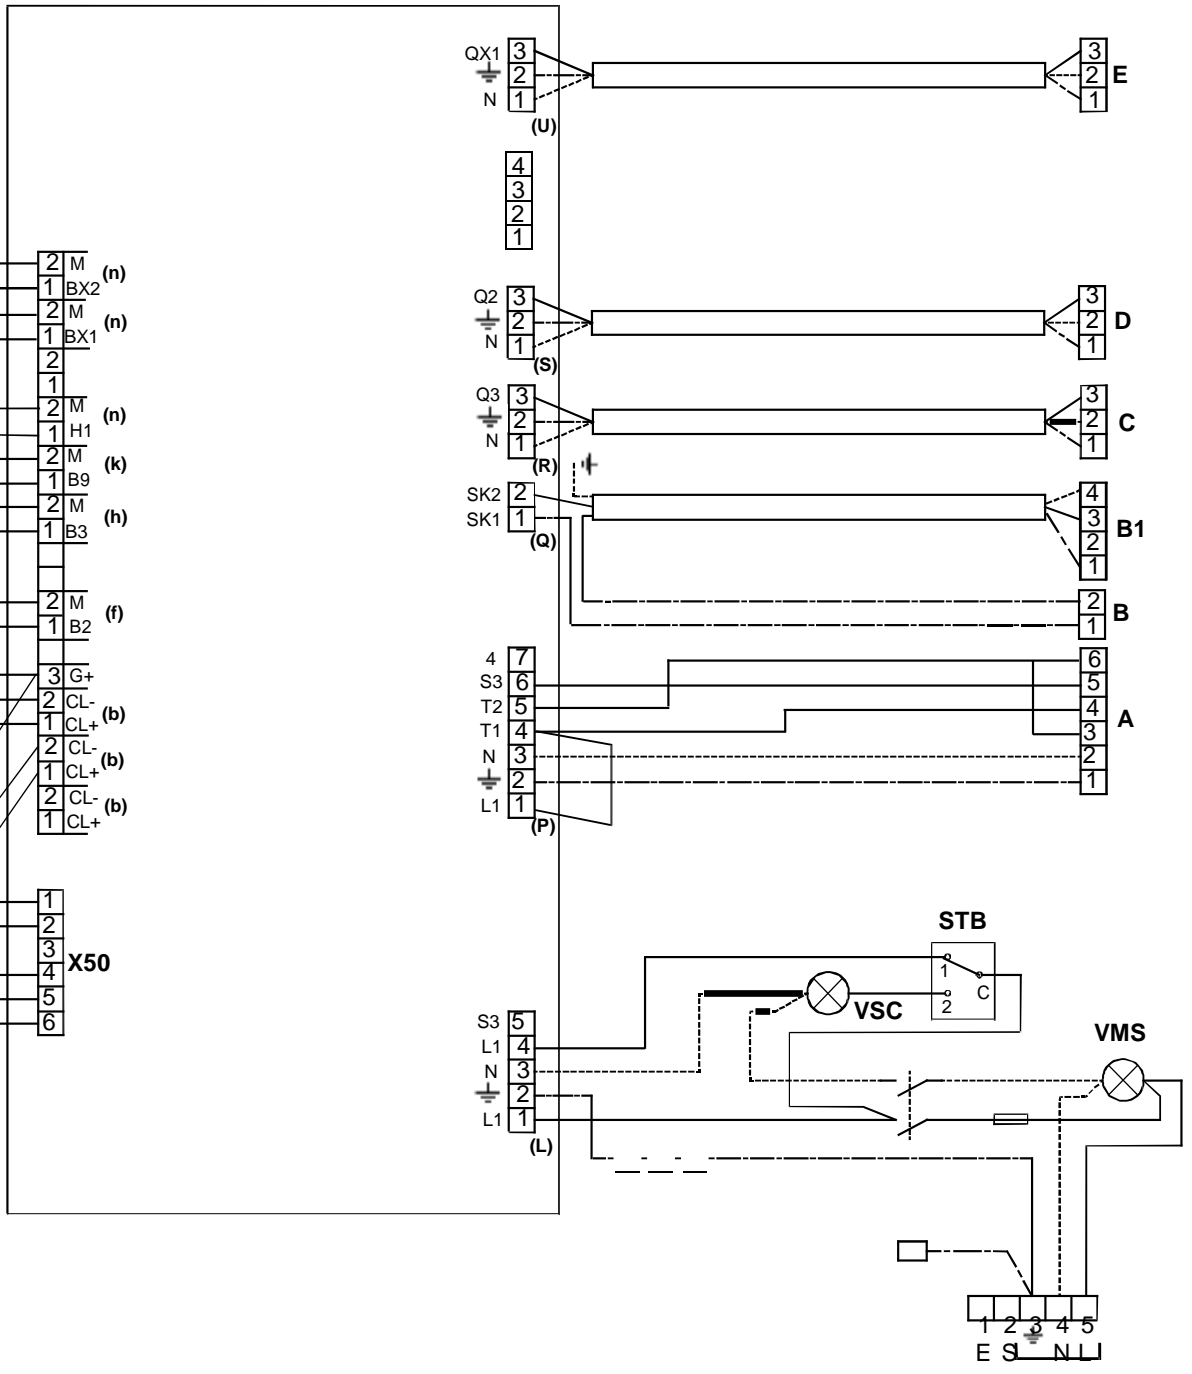 QX1 3
2
N 1
(U)
3
2 E
1
4
3
2
1
2 M (n)
1 BX2
2 M (n)
1 BX1
2
1
2 M (n)
1 H1
2 M (k)
1 B9
2 M (h)
1 B3
2 M (f)
1 B2
3 G+
2 CL- (b)
1 CL+
2 CL- (b)
1 CL+
2 CL- (b)
1 CL+
Q2 3
2
N 1
(S)
3
2 D
1
Q3 3
2
N 1
(R)
3
2 C
1
SK2 2
SK1 1
(Q)
4
3 B1
2
1
2 B
1
4 7
S3 6
T2 5
T1 4
N 3
2
L1 1
(P)
6
5
4 A
3
2
1
1
2
3 X50
4
5
6
STB
1
C
2
VSC
VMS
S3 5
L1 4
N 3
2
L1 1
(L)
1 2 3 4 5
E S N L